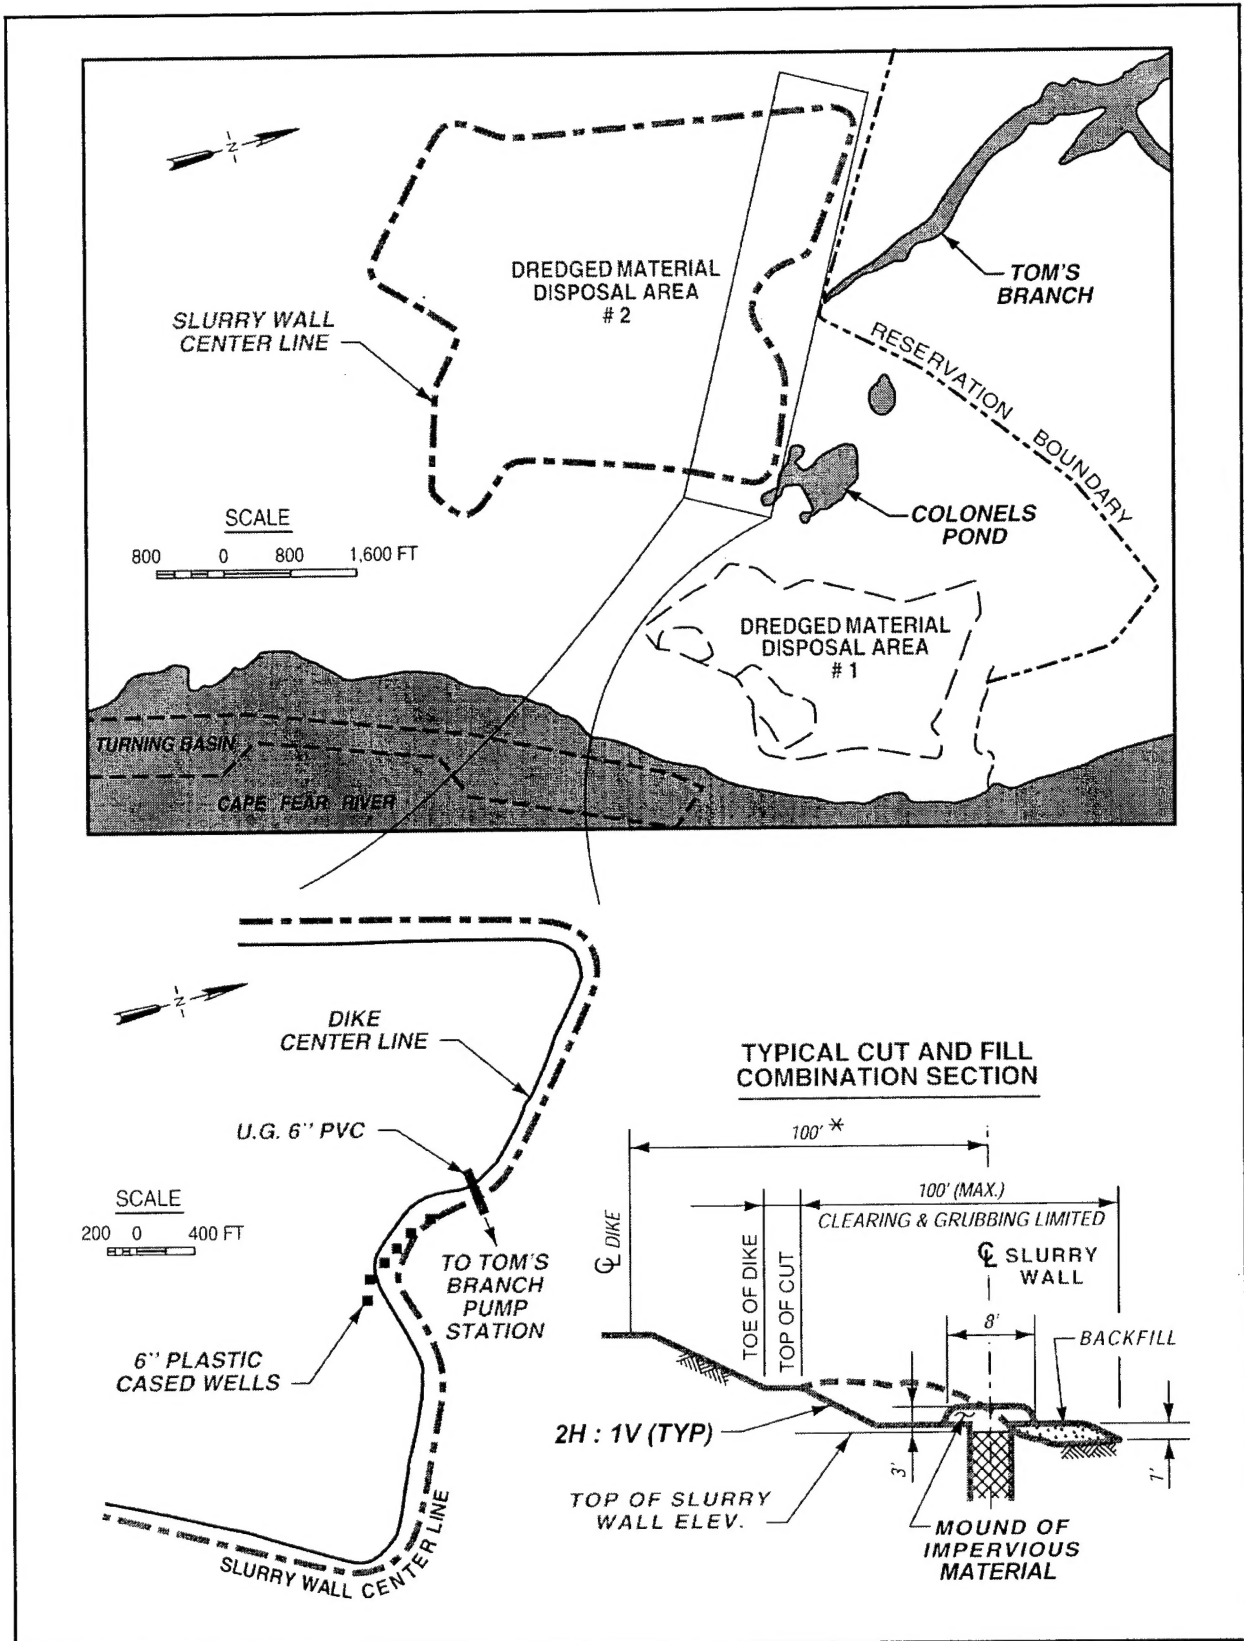 N
DREDGED MATERIAL
DISPOSAL AREA
# 2
TOM'S
BRANCH
SLURRY WALL
CENTER LINE
RESERVATION BOUNDARY
COLONELS
POND
SCALE
800 0 800 1,600 FT
DREDGED MATERIAL
DISPOSAL AREA
# 1
TURNING BASIN
CAPE FEAR RIVER
N
DIKE
CENTER LINE
U.G. 6" PVC
SCALE
200 0 400 FT
TO TOM'S
BRANCH
PUMP
STATION
6" PLASTIC
CASED WELLS
SLURRY WALL CENTER LINE
TYPICAL CUT AND FILL
COMBINATION SECTION
100' *
100' (MAX.)
CLEARING & GRUBBING LIMITED
℄ DIKE
TOE OF DIKE
TOP OF CUT
℄ SLURRY
WALL
8'
BACKFILL
2H : 1V (TYP)
3'
1'
TOP OF SLURRY
WALL ELEV.
MOUND OF
IMPERVIOUS
MATERIAL